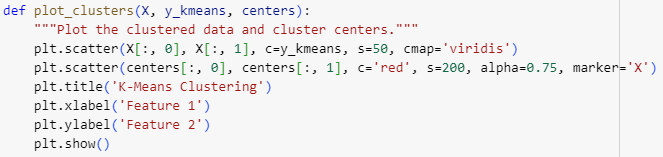 def plot_clusters(X, y_kmeans, centers):
    """Plot the clustered data and cluster centers."""
    plt.scatter(X[:, 0], X[:, 1], c=y_kmeans, s=50, cmap='viridis')
    plt.scatter(centers[:, 0], centers[:, 1], c='red', s=200, alpha=0.75, marker='X')
    plt.title('K-Means Clustering')
    plt.xlabel('Feature 1')
    plt.ylabel('Feature 2')
    plt.show()